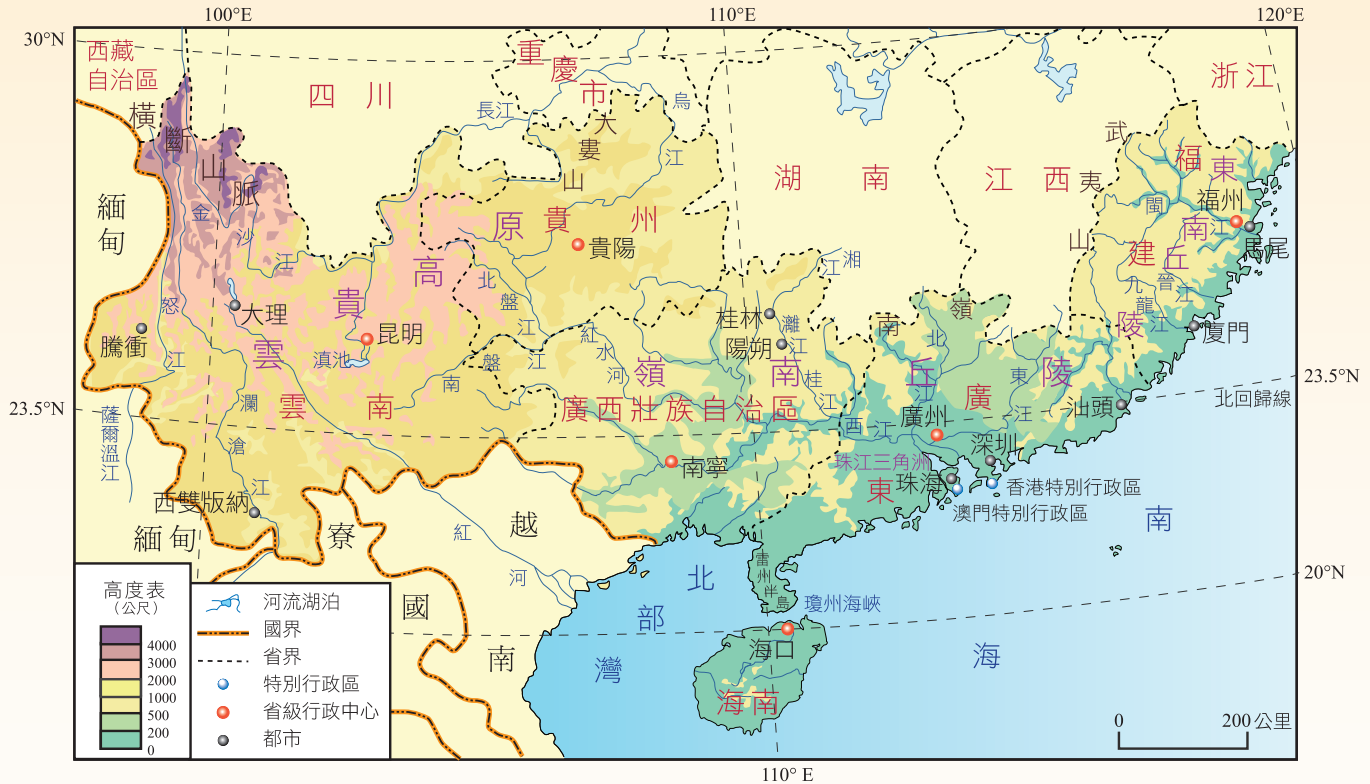 100°E
110°E
120°E
30°N
西藏
自治區
四川
重慶市
浙江
長江
烏江
大婁山
橫斷山脈
湖南
江西
武夷山
福建
東南丘陵
閩江
福州
馬尾
晉江
九龍江
廈門
緬甸
金沙江
怒江
大理
騰衝
雲貴高原
貴州
貴陽
北盤江
昆明
滇池
南盤江
紅水河
湘江
桂林
灕江
陽朔
桂江
南嶺
北江
嶺南丘陵
廣東
東江
汕頭
23.5°N
北回歸線
23.5°N
雲南
瀾滄江
薩爾溫江
廣西壯族自治區
西江
廣州
深圳
南寧
珠江三角洲
珠海
香港特別行政區
澳門特別行政區
西雙版納
緬甸
寮國
越南
紅河
南海
北部灣
雷州半島
瓊州海峽
20°N
海口
海南
高度表
(公尺)
4000
3000
2000
1000
500
200
0
河流湖泊
國界
省界
特別行政區
省級行政中心
都市
0
200 公里
110° E